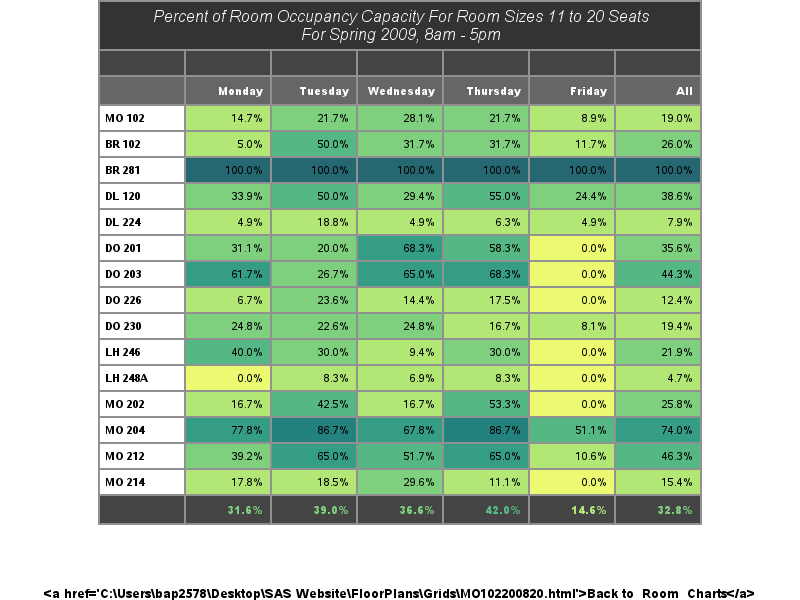 Percent of Room Occupancy Capacity For Room Sizes 11 to 20 Seats
For Spring 2009, 8am - 5pm
Monday Tuesday Wednesday Thursday Friday All
MO 102 14.7% 21.7% 28.1% 21.7% 8.9% 19.0%
BR 102 5.0% 50.0% 31.7% 31.7% 11.7% 26.0%
BR 281 100.0% 100.0% 100.0% 100.0% 100.0% 100.0%
DL 120 33.9% 50.0% 29.4% 55.0% 24.4% 38.6%
DL 224 4.9% 18.8% 4.9% 6.3% 4.9% 7.9%
DO 201 31.1% 20.0% 68.3% 58.3% 0.0% 35.6%
DO 203 61.7% 26.7% 65.0% 68.3% 0.0% 44.3%
DO 226 6.7% 23.6% 14.4% 17.5% 0.0% 12.4%
DO 230 24.8% 22.6% 24.8% 16.7% 8.1% 19.4%
LH 246 40.0% 30.0% 9.4% 30.0% 0.0% 21.9%
LH 248A 0.0% 8.3% 6.9% 8.3% 0.0% 4.7%
MO 202 16.7% 42.5% 16.7% 53.3% 0.0% 25.8%
MO 204 77.8% 86.7% 67.8% 86.7% 51.1% 74.0%
MO 212 39.2% 65.0% 51.7% 65.0% 10.6% 46.3%
MO 214 17.8% 18.5% 29.6% 11.1% 0.0% 15.4%
31.6% 39.0% 36.6% 42.0% 14.6% 32.8%
<a href='C:\Users\bap2578\Desktop\SAS Website\FloorPlans\Grids\MO102200820.html'>Back to Room Charts</a>